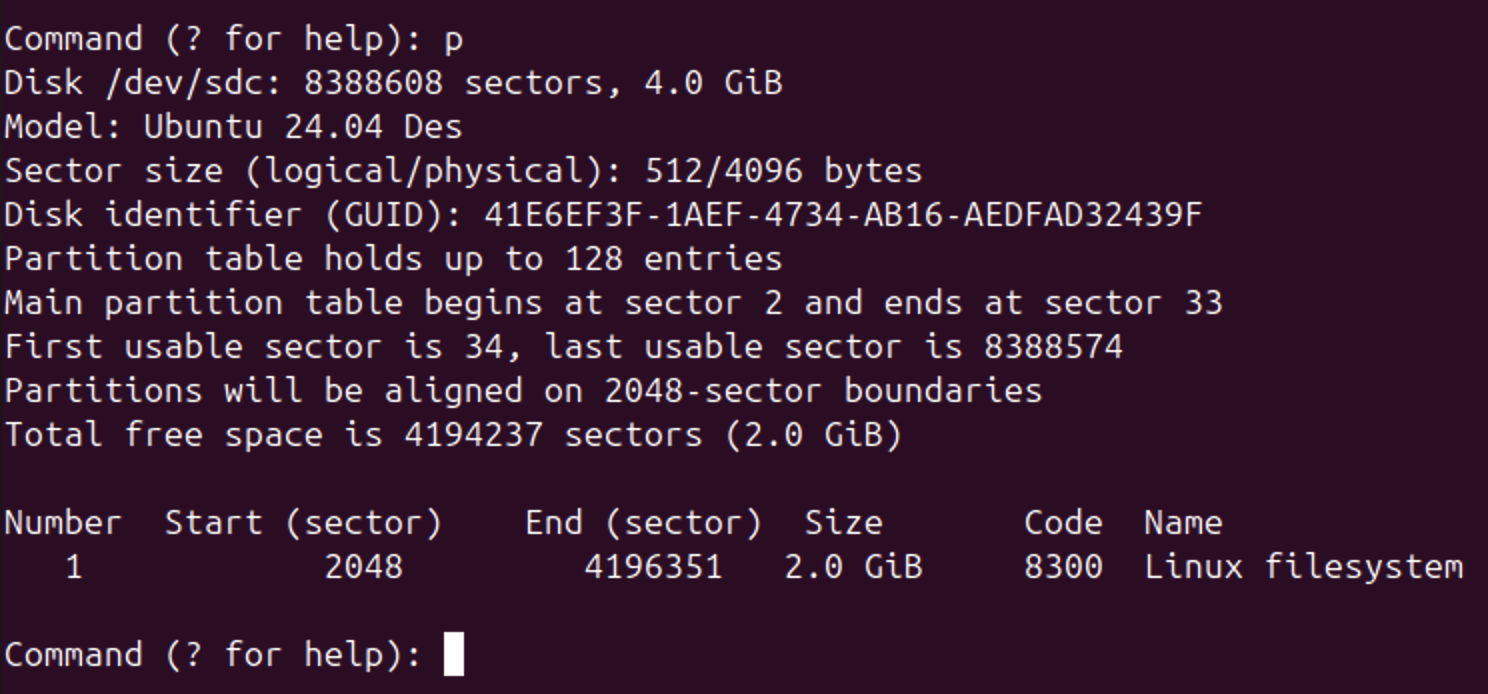 Command (? for help): p
Disk /dev/sdc: 8388608 sectors, 4.0 GiB
Model: Ubuntu 24.04 Des
Sector size (logical/physical): 512/4096 bytes
Disk identifier (GUID): 41E6EF3F-1AEF-4734-AB16-AEDFAD32439F
Partition table holds up to 128 entries
Main partition table begins at sector 2 and ends at sector 33
First usable sector is 34, last usable sector is 8388574
Partitions will be aligned on 2048-sector boundaries
Total free space is 4194237 sectors (2.0 GiB)

Number  Start (sector)    End (sector)  Size       Code  Name
   1            2048         4196351   2.0 GiB     8300  Linux filesystem

Command (? for help):